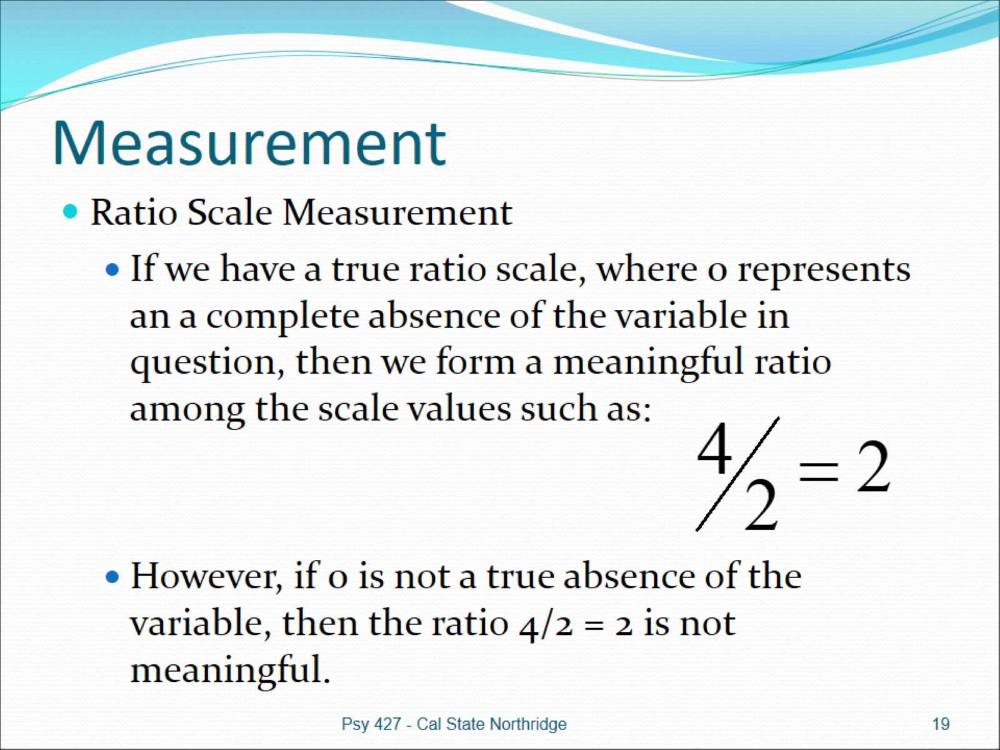 Measurement
Ratio Scale Measurement
If we have a true ratio scale, where 0 represents
an a complete absence of the variable in
question, then we form a meaningful ratio
among the scale values such as:
4/2 = 2
However, if 0 is not a true absence of the
variable, then the ratio 4/2 = 2 is not
meaningful.
Psy 427 - Cal State Northridge
19